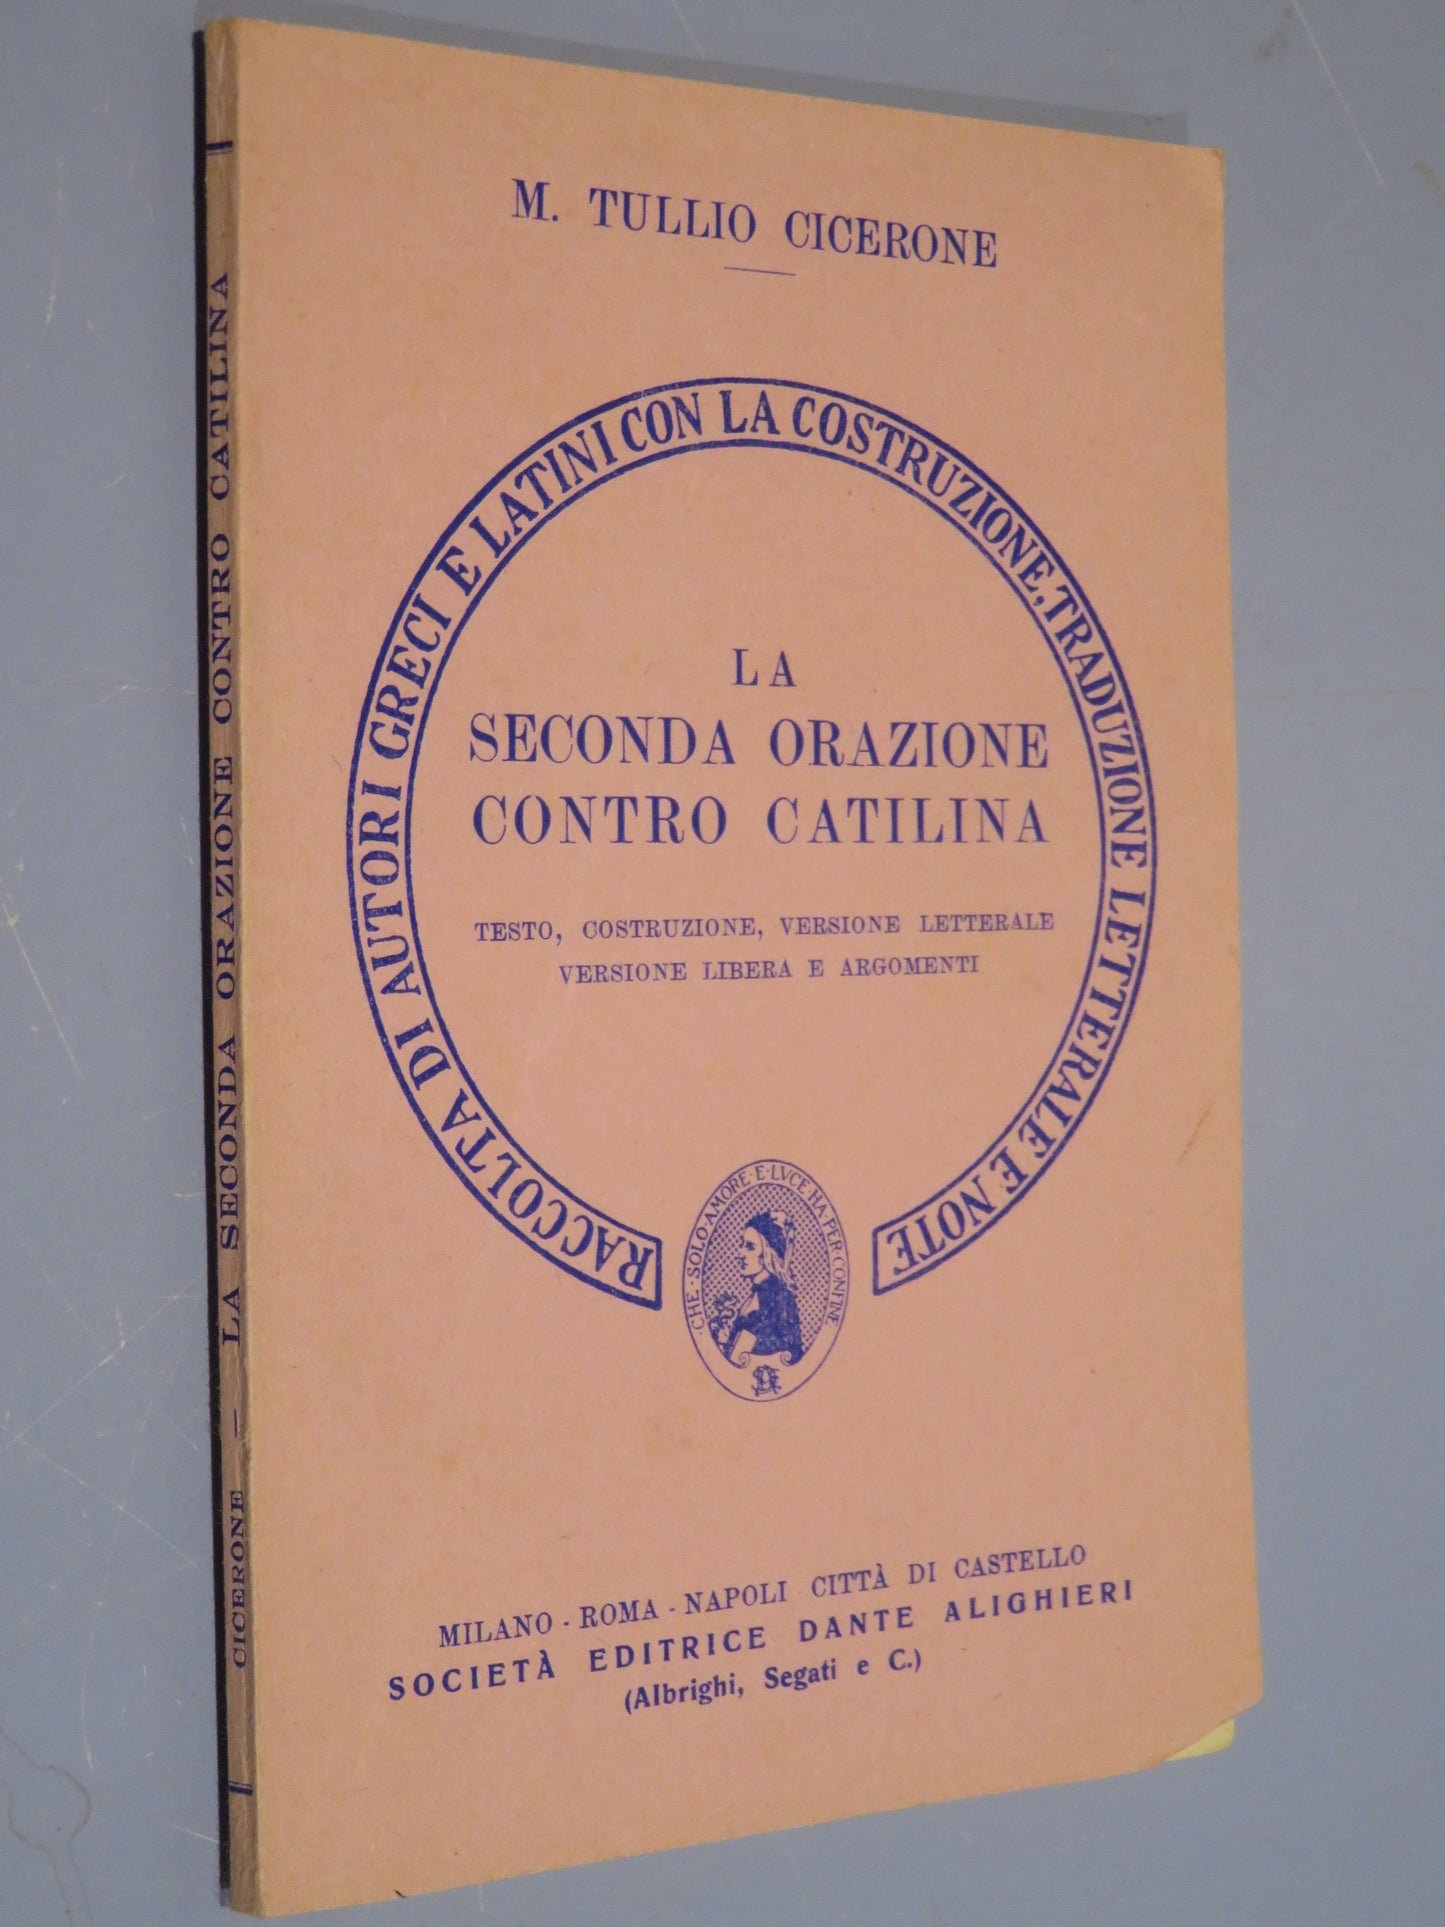 M. TULLIO CICERONE
RACCOLTA DI AUTORI GRECI E LATINI CON LA COSTRUZIONE, TRADUZIONE LETTERALE E NOTE
LA
SECONDA ORAZIONE
CONTRO CATILINA
TESTO, COSTRUZIONE, VERSIONE LETTERALE
VERSIONE LIBERA E ARGOMENTI
·CHE·SOLO·AMORE·E·LVCE·HA·PER·CONFINE
MILANO - ROMA - NAPOLI CITTÀ DI CASTELLO
SOCIETÀ EDITRICE DANTE ALIGHIERI
(Albrighi, Segati e C.)
CICERONE — LA SECONDA ORAZIONE CONTRO CATILINA